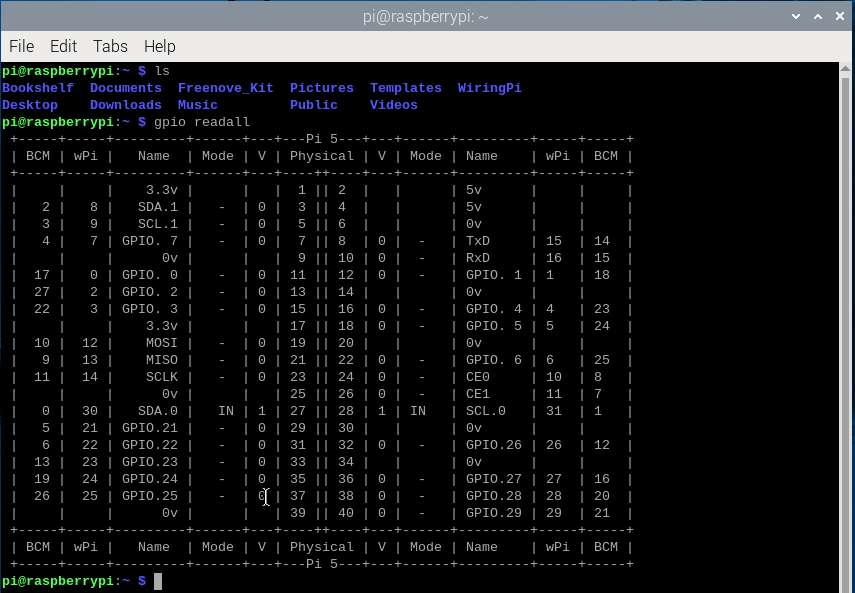 pi@raspberrypi: ~
File Edit Tabs Help
pi@raspberrypi:~ $ ls
Bookshelf  Documents  Freenove_Kit  Pictures  Templates  WiringPi
Desktop    Downloads  Music         Public    Videos
pi@raspberrypi:~ $ gpio readall
 +-----+-----+---------+------+---+---Pi 5---+---+------+---------+-----+-----+
 | BCM | wPi |   Name  | Mode | V | Physical | V | Mode | Name    | wPi | BCM |
 +-----+-----+---------+------+---+----++----+---+------+---------+-----+-----+
 |     |     |    3.3v |      |   |  1 || 2  |   |      | 5v      |     |     |
 |   2 |   8 |   SDA.1 |   -  | 0 |  3 || 4  |   |      | 5v      |     |     |
 |   3 |   9 |   SCL.1 |   -  | 0 |  5 || 6  |   |      | 0v      |     |     |
 |   4 |   7 | GPIO. 7 |   -  | 0 |  7 || 8  | 0 |  -   | TxD     | 15  | 14  |
 |     |     |      0v |      |   |  9 || 10 | 0 |  -   | RxD     | 16  | 15  |
 |  17 |   0 | GPIO. 0 |   -  | 0 | 11 || 12 | 0 |  -   | GPIO. 1 | 1   | 18  |
 |  27 |   2 | GPIO. 2 |   -  | 0 | 13 || 14 |   |      | 0v      |     |     |
 |  22 |   3 | GPIO. 3 |   -  | 0 | 15 || 16 | 0 |  -   | GPIO. 4 | 4   | 23  |
 |     |     |    3.3v |      |   | 17 || 18 | 0 |  -   | GPIO. 5 | 5   | 24  |
 |  10 |  12 |    MOSI |   -  | 0 | 19 || 20 |   |      | 0v      |     |     |
 |   9 |  13 |    MISO |   -  | 0 | 21 || 22 | 0 |  -   | GPIO. 6 | 6   | 25  |
 |  11 |  14 |    SCLK |   -  | 0 | 23 || 24 | 0 |  -   | CE0     | 10  | 8   |
 |     |     |      0v |      |   | 25 || 26 | 0 |  -   | CE1     | 11  | 7   |
 |   0 |  30 |   SDA.0 |   IN | 1 | 27 || 28 | 1 | IN   | SCL.0   | 31  | 1   |
 |   5 |  21 | GPIO.21 |   -  | 0 | 29 || 30 |   |      | 0v      |     |     |
 |   6 |  22 | GPIO.22 |   -  | 0 | 31 || 32 | 0 |  -   | GPIO.26 | 26  | 12  |
 |  13 |  23 | GPIO.23 |   -  | 0 | 33 || 34 |   |      | 0v      |     |     |
 |  19 |  24 | GPIO.24 |   -  | 0 | 35 || 36 | 0 |  -   | GPIO.27 | 27  | 16  |
 |  26 |  25 | GPIO.25 |   -  | 0 | 37 || 38 | 0 |  -   | GPIO.28 | 28  | 20  |
 |     |     |      0v |      |   | 39 || 40 | 0 |  -   | GPIO.29 | 29  | 21  |
 +-----+-----+---------+------+---+----++----+---+------+---------+-----+-----+
 | BCM | wPi |   Name  | Mode | V | Physical | V | Mode | Name    | wPi | BCM |
 +-----+-----+---------+------+---+---Pi 5---+---+------+---------+-----+-----+
pi@raspberrypi:~ $